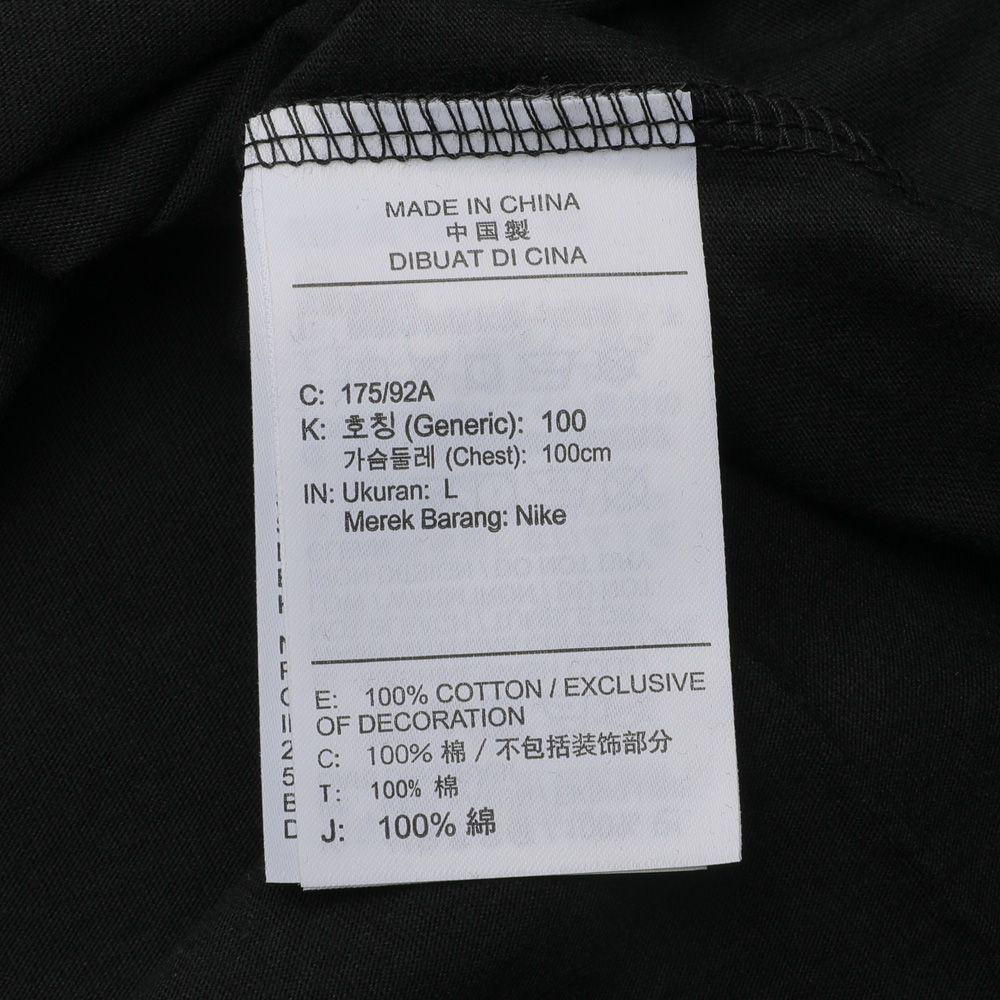 MADE IN CHINA
中国製
DIBUAT DI CINA
C: 175/92A
K: 호칭 (Generic): 100
가슴둘레 (Chest): 100cm
IN: Ukuran: L
Merek Barang: Nike
E: 100% COTTON / EXCLUSIVE
OF DECORATION
C: 100% 棉 / 不包括装饰部分
T: 100% 棉
J: 100% 綿